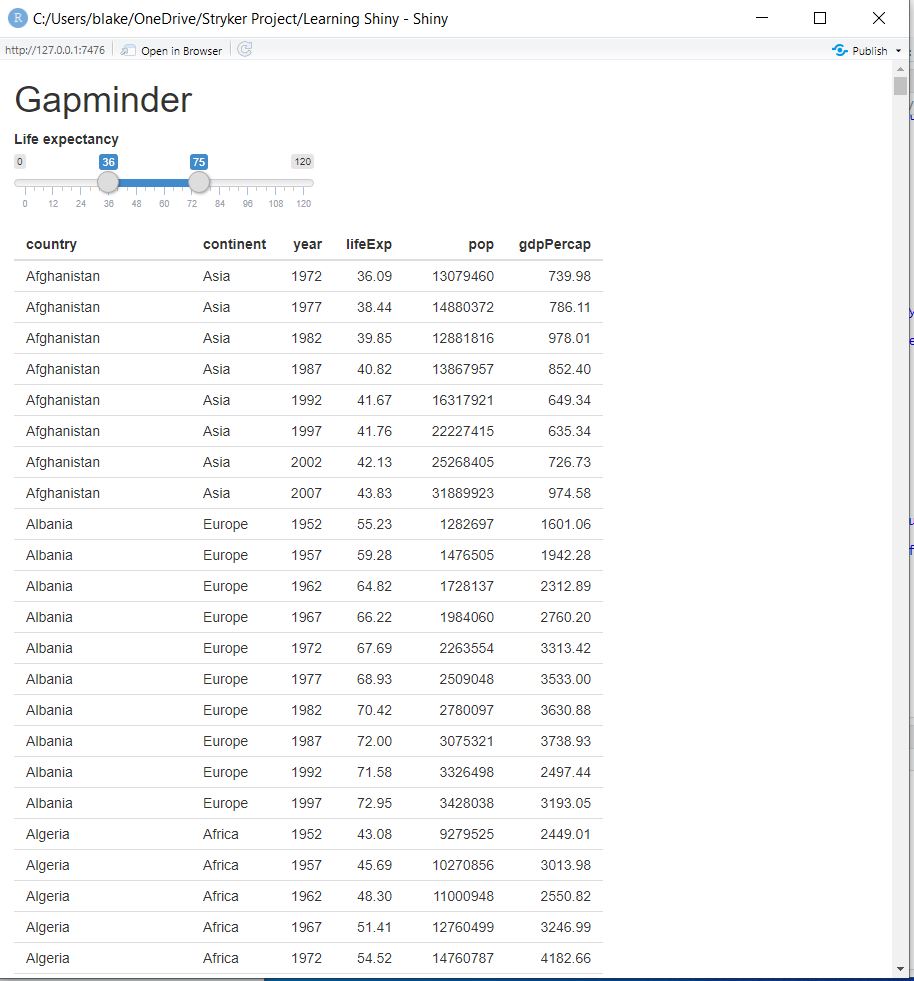 R C:/Users/blake/OneDrive/Stryker Project/Learning Shiny - Shiny
http://127.0.0.1:7476 Open in Browser Publish
Gapminder
Life expectancy
0 36 75 120
0 12 24 36 48 60 72 84 96 108 120
country continent year lifeExp pop gdpPercap
Afghanistan Asia 1972 36.09 13079460 739.98
Afghanistan Asia 1977 38.44 14880372 786.11
Afghanistan Asia 1982 39.85 12881816 978.01
Afghanistan Asia 1987 40.82 13867957 852.40
Afghanistan Asia 1992 41.67 16317921 649.34
Afghanistan Asia 1997 41.76 22227415 635.34
Afghanistan Asia 2002 42.13 25268405 726.73
Afghanistan Asia 2007 43.83 31889923 974.58
Albania Europe 1952 55.23 1282697 1601.06
Albania Europe 1957 59.28 1476505 1942.28
Albania Europe 1962 64.82 1728137 2312.89
Albania Europe 1967 66.22 1984060 2760.20
Albania Europe 1972 67.69 2263554 3313.42
Albania Europe 1977 68.93 2509048 3533.00
Albania Europe 1982 70.42 2780097 3630.88
Albania Europe 1987 72.00 3075321 3738.93
Albania Europe 1992 71.58 3326498 2497.44
Albania Europe 1997 72.95 3428038 3193.05
Algeria Africa 1952 43.08 9279525 2449.01
Algeria Africa 1957 45.69 10270856 3013.98
Algeria Africa 1962 48.30 11000948 2550.82
Algeria Africa 1967 51.41 12760499 3246.99
Algeria Africa 1972 54.52 14760787 4182.66